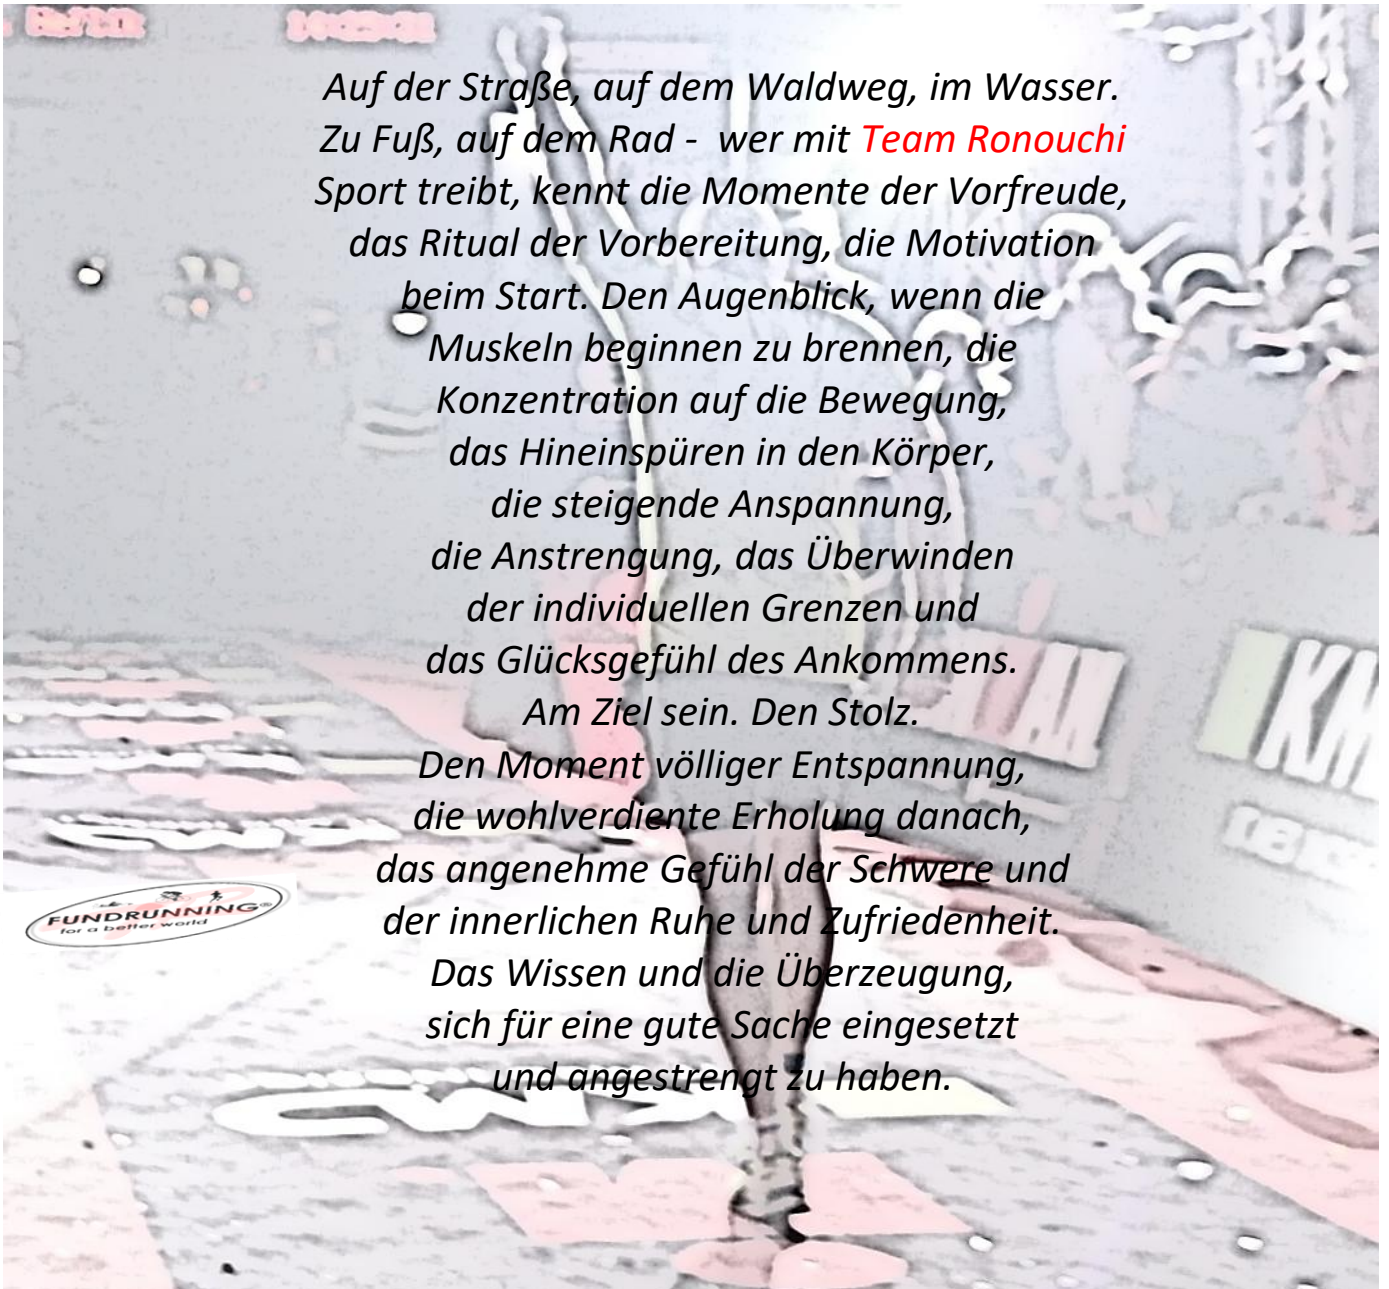 Auf der Straße, auf dem Waldweg, im Wasser.
Zu Fuß, auf dem Rad -  wer mit Team Ronouchi
Sport treibt, kennt die Momente der Vorfreude,
das Ritual der Vorbereitung, die Motivation
beim Start. Den Augenblick, wenn die
Muskeln beginnen zu brennen, die
Konzentration auf die Bewegung,
das Hineinspüren in den Körper,
die steigende Anspannung,
die Anstrengung, das Überwinden
der individuellen Grenzen und
das Glücksgefühl des Ankommens.
Am Ziel sein. Den Stolz.
Den Moment völliger Entspannung,
die wohlverdiente Erholung danach,
das angenehme Gefühl der Schwere und
der innerlichen Ruhe und Zufriedenheit.
Das Wissen und die Überzeugung,
sich für eine gute Sache eingesetzt
und angestrengt zu haben.
FUNDRUNNING®
for a better world